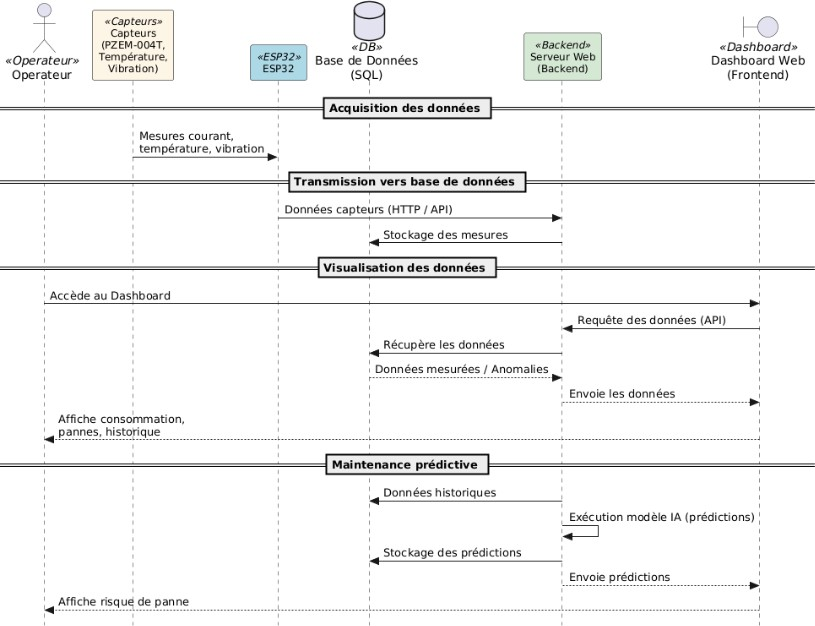 «Operateur»
Operateur
«Capteurs»
Capteurs
(PZEM-004T,
Température,
Vibration)
«ESP32»
ESP32
«DB»
Base de Données
(SQL)
«Backend»
Serveur Web
(Backend)
«Dashboard»
Dashboard Web
(Frontend)
Acquisition des données
Mesures courant,
température, vibration
Transmission vers base de données
Données capteurs (HTTP / API)
Stockage des mesures
Visualisation des données
Accède au Dashboard
Requête des données (API)
Récupère les données
Données mesurées / Anomalies
Envoie les données
Affiche consommation,
pannes, historique
Maintenance prédictive
Données historiques
Exécution modèle IA (prédictions)
Stockage des prédictions
Envoie prédictions
Affiche risque de panne